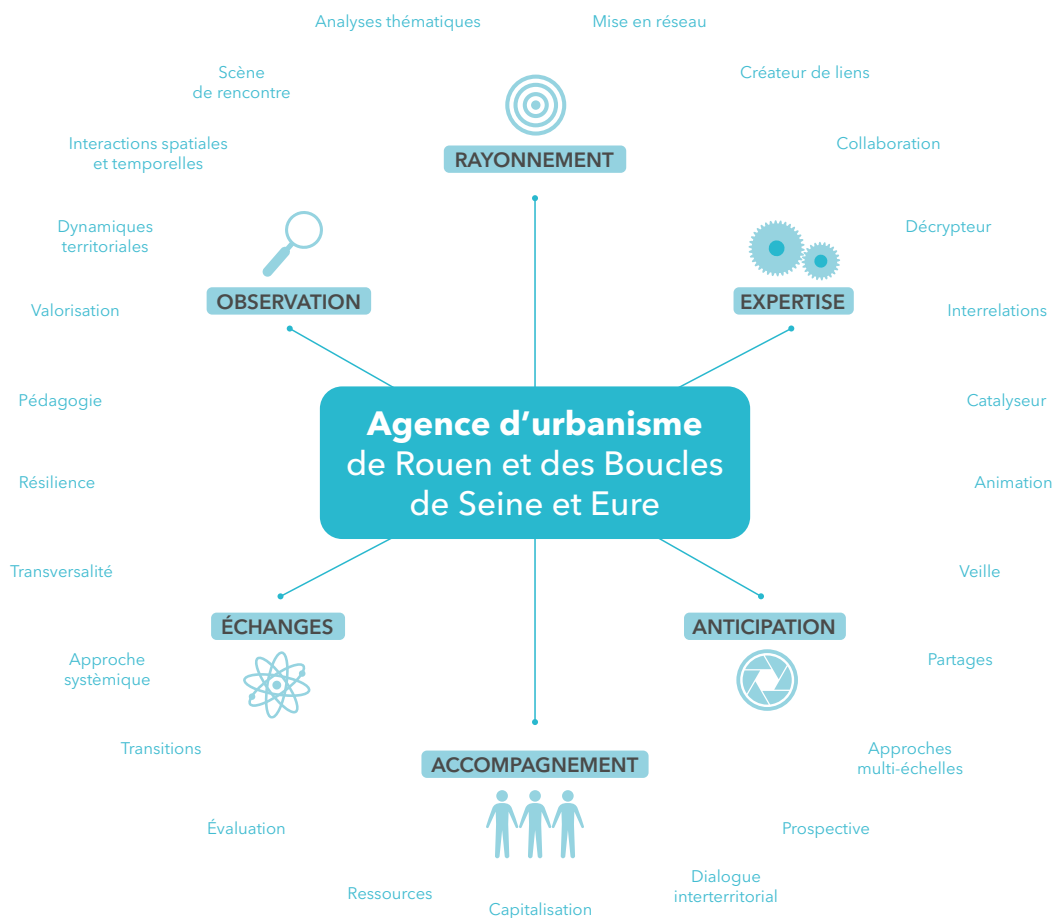 Analyses thématiques
Mise en réseau
Scène
de rencontre
Créateur de liens
Interactions spatiales
et temporelles
RAYONNEMENT
Collaboration
Dynamiques
territoriales
Décrypteur
Valorisation
OBSERVATION
EXPERTISE
Interrelations
Pédagogie
Catalyseur
Agence d’urbanisme
de Rouen et des Boucles
de Seine et Eure
Résilience
Animation
Transversalité
Veille
ÉCHANGES
ANTICIPATION
Approche
systèmique
Partages
Transitions
Approches
multi-échelles
ACCOMPAGNEMENT
Évaluation
Prospective
Ressources
Dialogue
interterritorial
Capitalisation